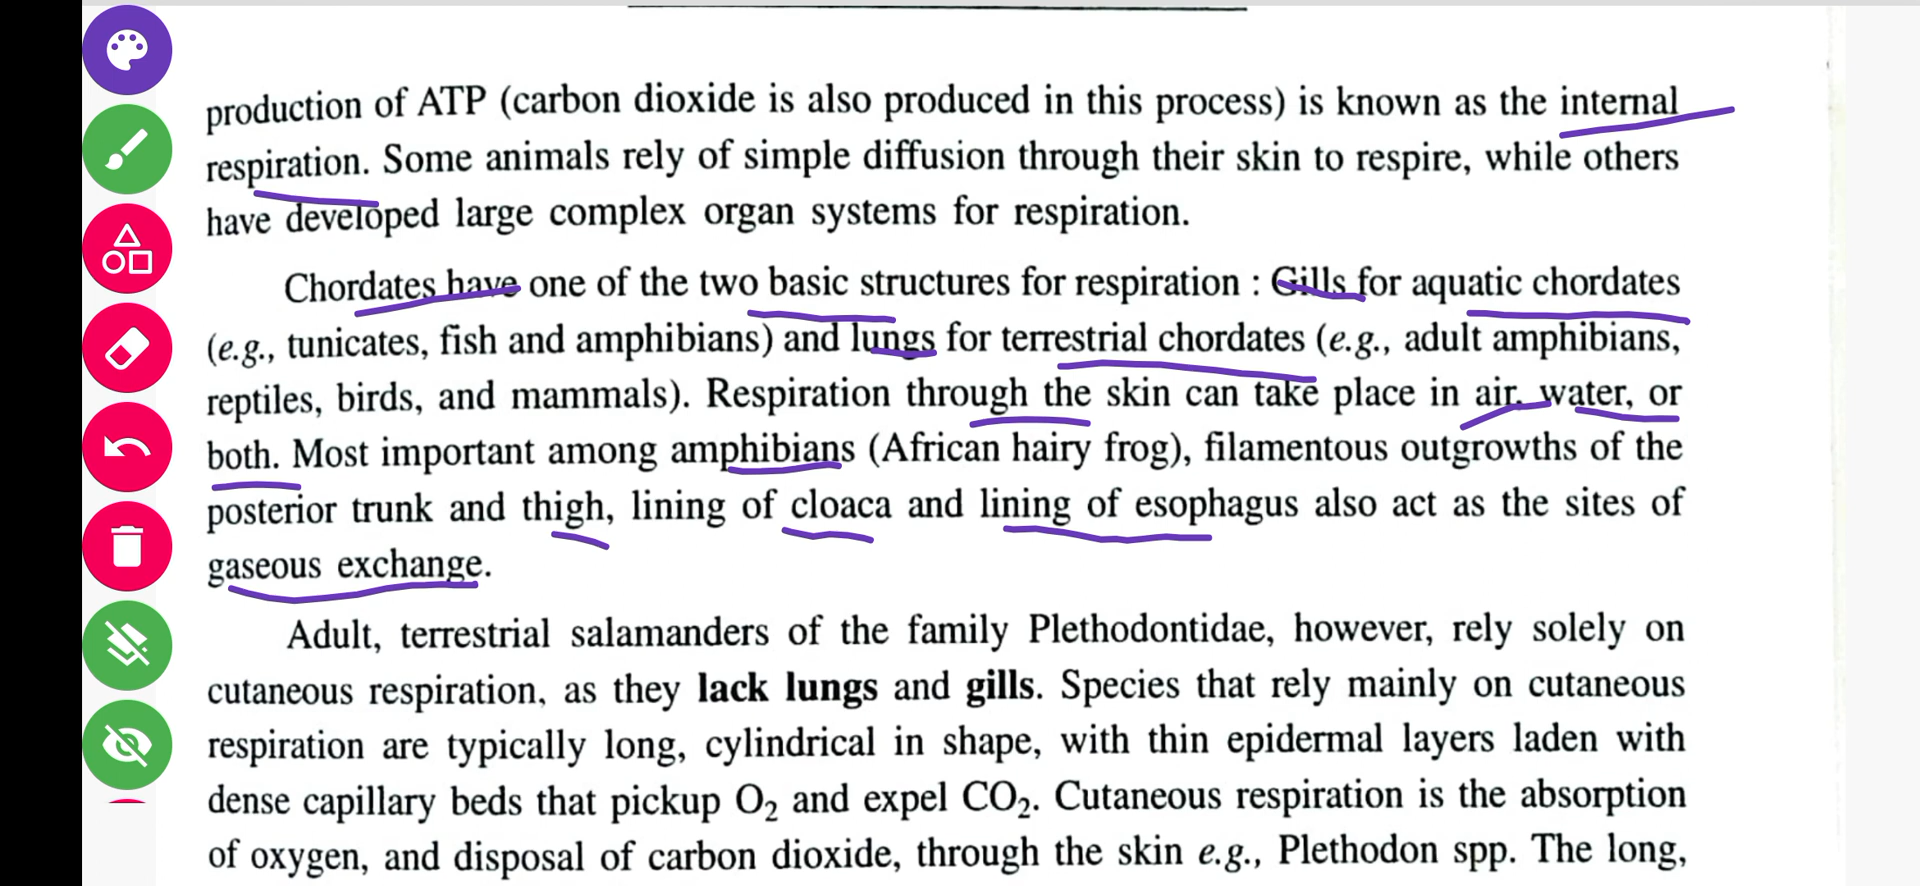 production of ATP (carbon dioxide is also produced in this process) is known as the internal
respiration. Some animals rely of simple diffusion through their skin to respire, while others
have developed large complex organ systems for respiration.
Chordates have one of the two basic structures for respiration : Gills for aquatic chordates
(e.g., tunicates, fish and amphibians) and lungs for terrestrial chordates (e.g., adult amphibians,
reptiles, birds, and mammals). Respiration through the skin can take place in air, water, or
both. Most important among amphibians (African hairy frog), filamentous outgrowths of the
posterior trunk and thigh, lining of cloaca and lining of esophagus also act as the sites of
gaseous exchange.
Adult, terrestrial salamanders of the family Plethodontidae, however, rely solely on
cutaneous respiration, as they lack lungs and gills. Species that rely mainly on cutaneous
respiration are typically long, cylindrical in shape, with thin epidermal layers laden with
dense capillary beds that pickup O₂ and expel CO₂. Cutaneous respiration is the absorption
of oxygen, and disposal of carbon dioxide, through the skin e.g., Plethodon spp. The long,